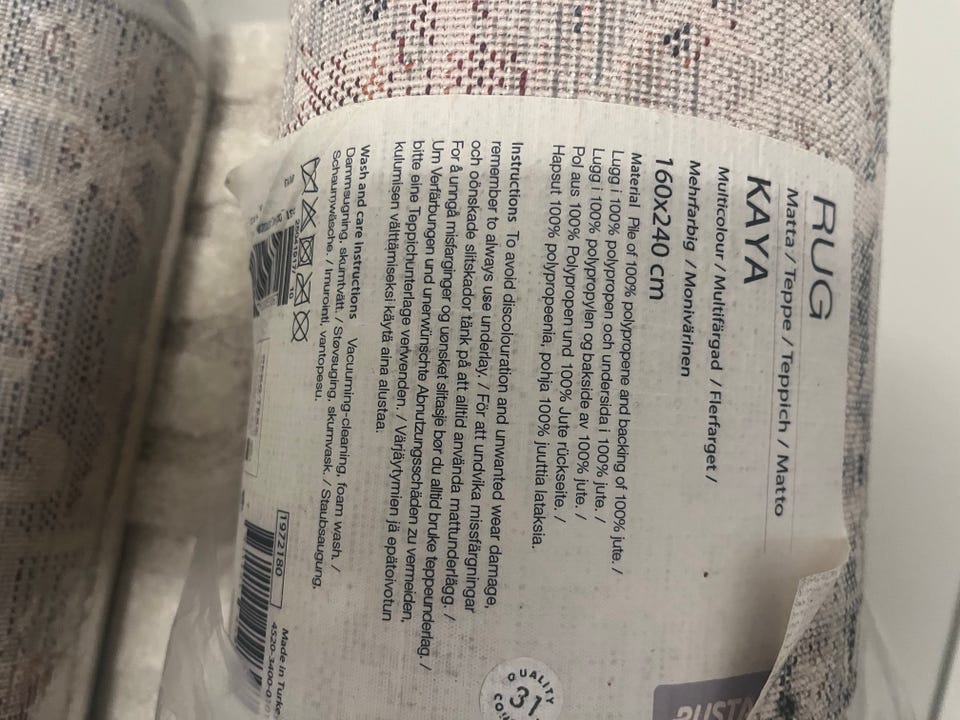 RUG
Matta / Teppe / Teppich / Matto
KAYA
Multicolour / Multifärgad / Flerfarget /
Mehrfarbig / Monivärinen
160x240 cm
Material Pile of 100% polypropene and backing of 100% jute. /
Lugg i 100% polypropen och undersida i 100% jute. /
Lugg i 100% polypropylen og bakside av 100% jute. /
Pol aus 100% Polypropen und 100% Jute rückseite. /
Hapsut 100% polypropeenia, pohja 100% juuttia lataksia.
Instructions To avoid discolouration and unwanted wear damage,
remember to always use underlay. / För att undvika missfärgningar
och oönskade slitskador tänk på att alltid använda mattunderlägg. /
For å unngå misfarginger og uønsket slitasje bør du alltid bruke teppeunderlag. /
Um Verfärbungen und unerwünschte Abnutzungsschäden zu vermeiden,
bitte eine Teppichunterlage verwenden. / Värjäytymien jä epätoivotun
kulumisen välttämiseksi käytä aina alustaa.
Wash and care instructions Vacuuming-cleaning, foam wash. /
Dammsugning, skumtvätt. / Støvsuging, skumvask. / Staubsaugung,
Schaumwäsche. / Imurointi, vantopesu.
1972180
Made in Turke
QUALITY
31
RUSTA